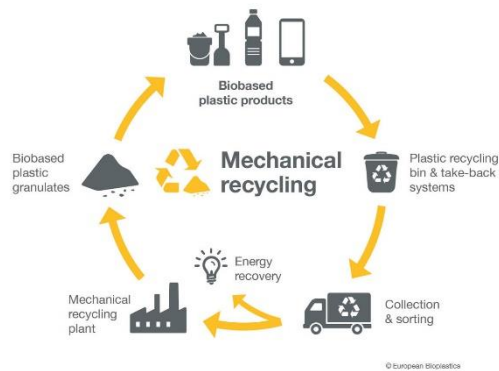 Biobased
plastic products
Biobased
plastic
granulates
Mechanical
recycling
Plastic recycling
bin & take-back
systems
Energy
recovery
Mechanical
recycling
plant
Collection
& sorting
© European Bioplastics